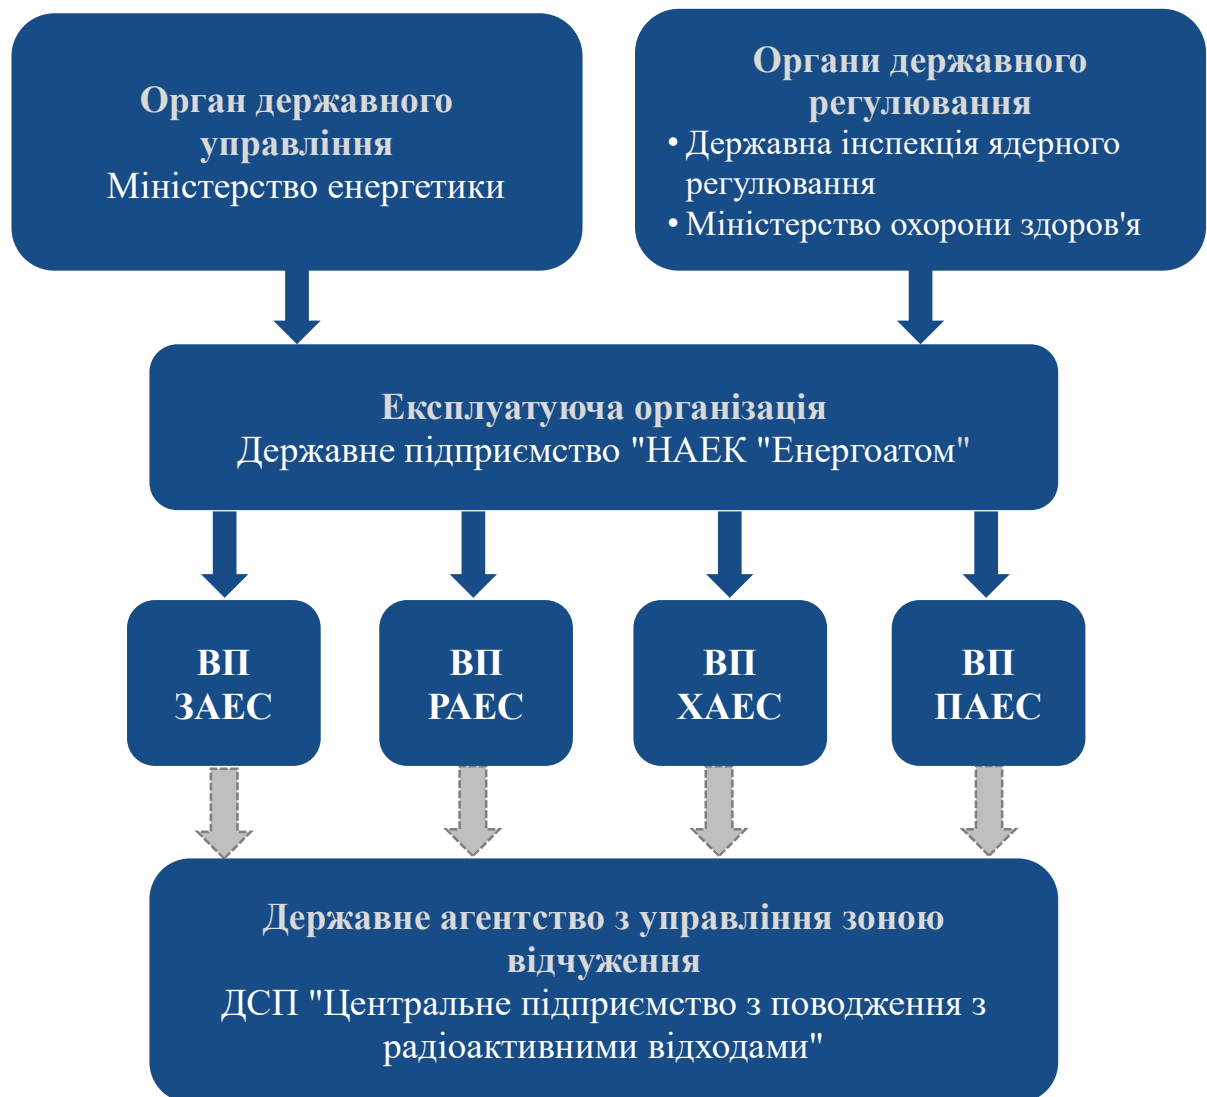 Орган державного
управління
Міністерство енергетики
Органи державного
регулювання
• Державна інспекція ядерного
регулювання
• Міністерство охорони здоров'я
Експлуатуюча організація
Державне підприємство "НАЕК "Енергоатом"
ВП
ЗАЕС
ВП
РАЕС
ВП
ХАЕС
ВП
ПАЕС
Державне агентство з управління зоною
відчуження
ДСП "Центральне підприємство з поводження з
радіоактивними відходами"